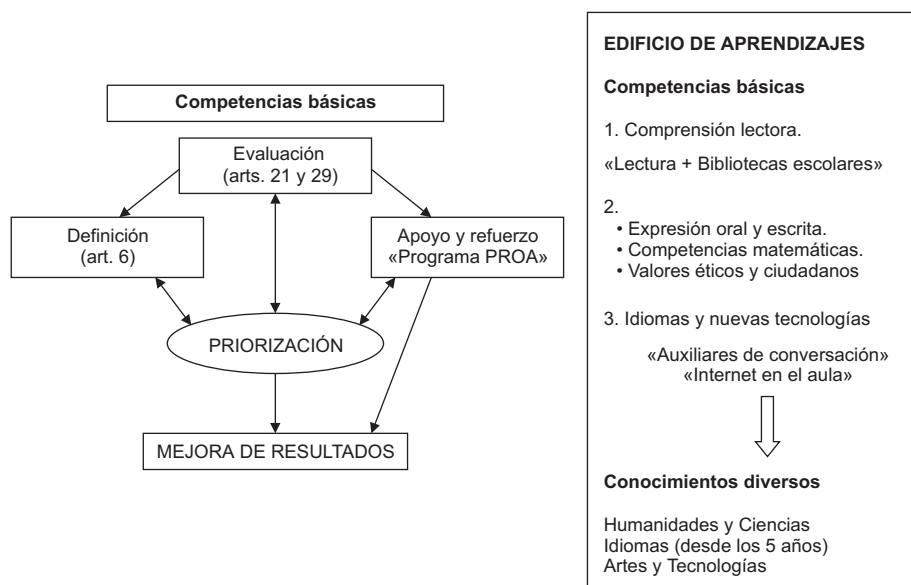 Competencias básicas
Evaluación
(arts. 21 y 29)
Definición
(art. 6)
Apoyo y refuerzo
«Programa PROA»
PRIORIZACIÓN
MEJORA DE RESULTADOS
EDIFICIO DE APRENDIZAJES
Competencias básicas
1. Comprensión lectora.
«Lectura + Bibliotecas escolares»
2.
• Expresión oral y escrita.
• Competencias matemáticas.
• Valores éticos y ciudadanos
3. Idiomas y nuevas tecnologías
«Auxiliares de conversación»
«Internet en el aula»
Conocimientos diversos
Humanidades y Ciencias
Idiomas (desde los 5 años)
Artes y Tecnologías